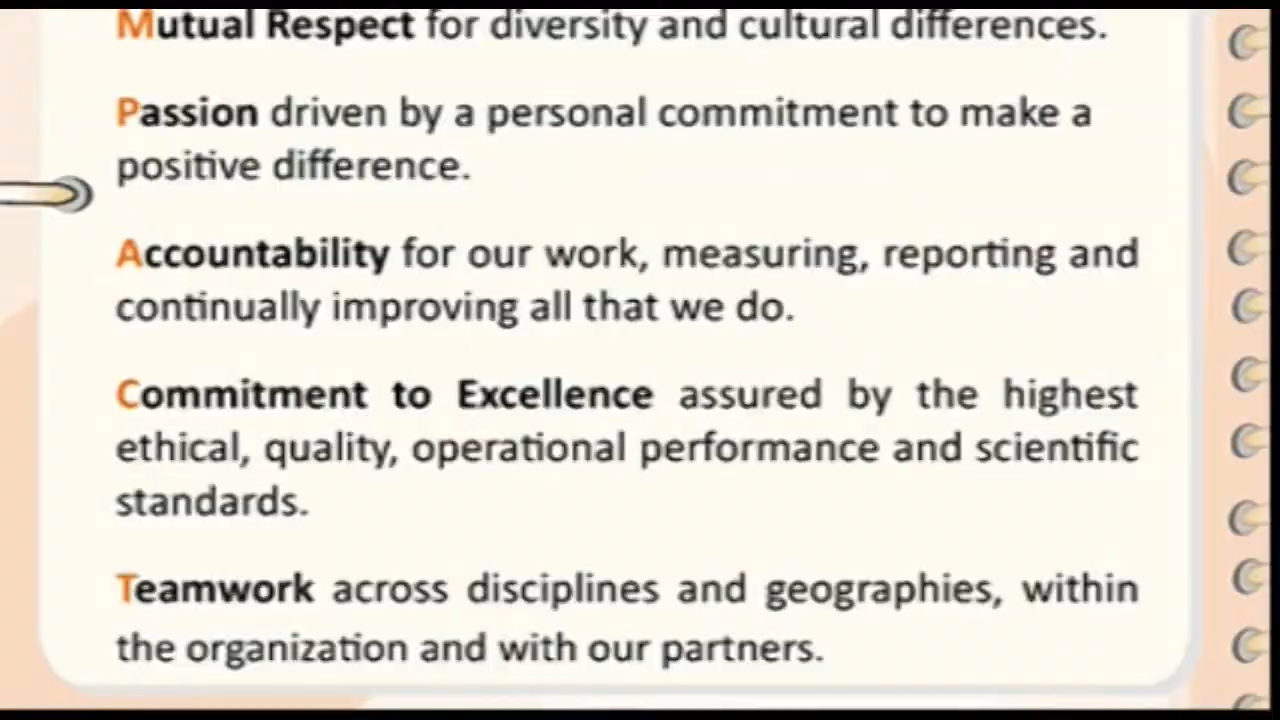 Mutual Respect for diversity and cultural differences.
Passion driven by a personal commitment to make a
positive difference.
Accountability for our work, measuring, reporting and
continually improving all that we do.
Commitment to Excellence assured by the highest
ethical, quality, operational performance and scientific
standards.
Teamwork across disciplines and geographies, within
the organization and with our partners.